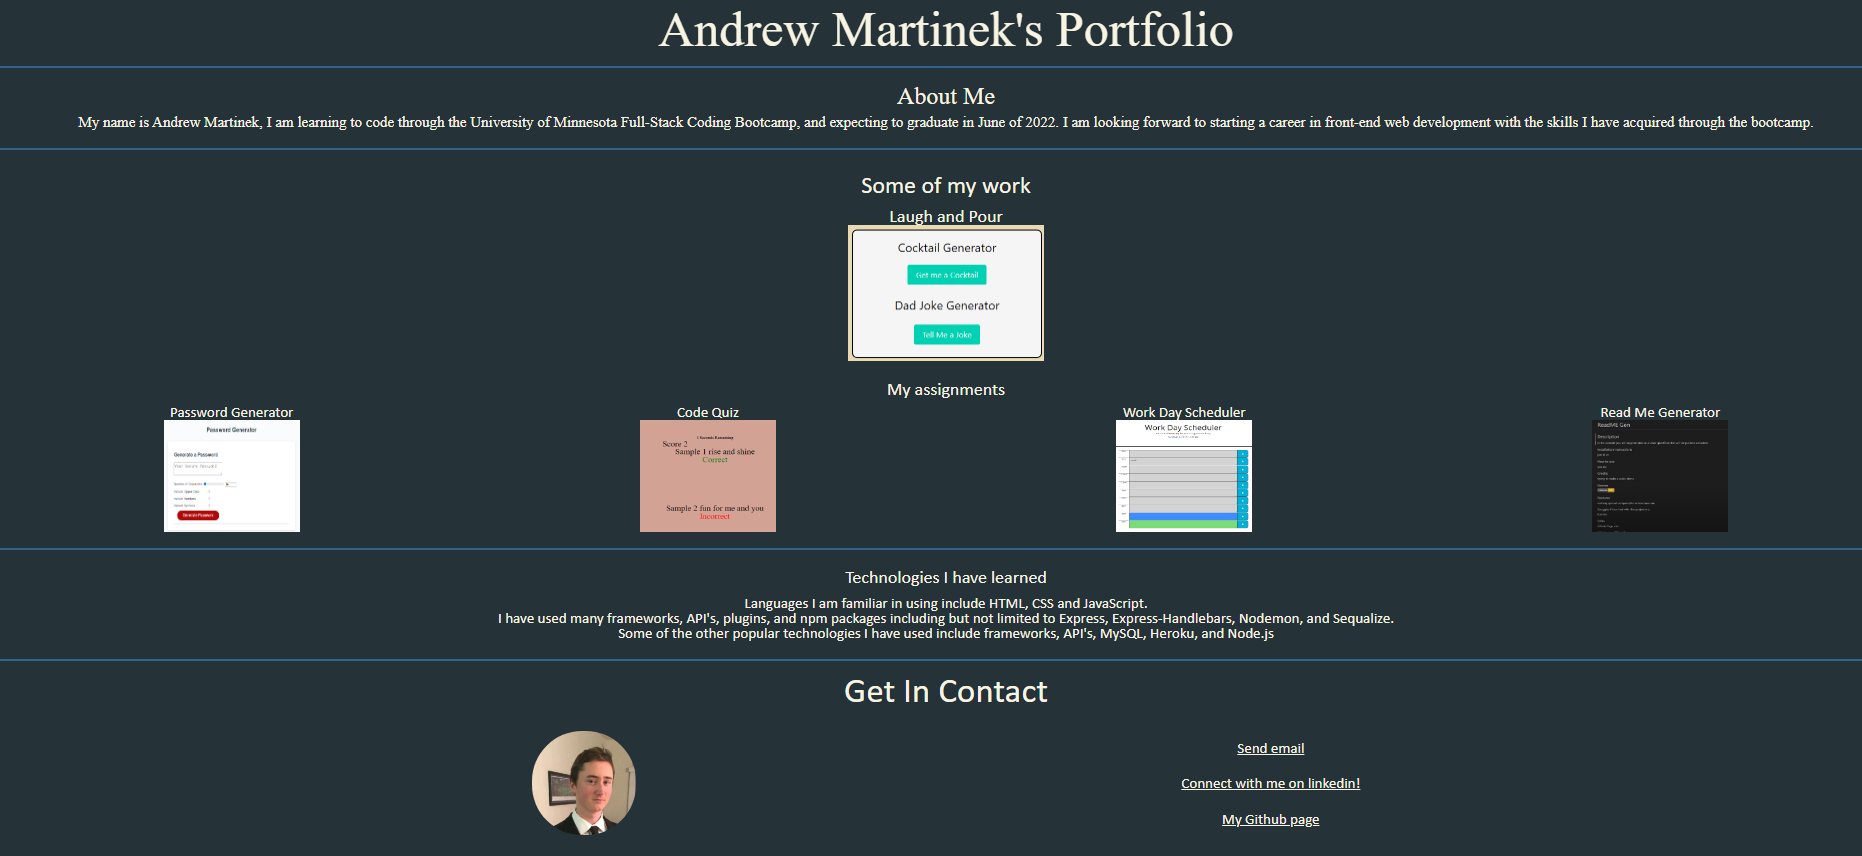 Andrew Martinek's Portfolio
About Me
My name is Andrew Martinek, I am learning to code through the University of Minnesota Full-Stack Coding Bootcamp, and expecting to graduate in June of 2022. I am looking forward to starting a career in front-end web development with the skills I have acquired through the bootcamp.
Some of my work
Laugh and Pour
Cocktail Generator
Get me a Cocktail
Dad Joke Generator
Tell Me a Joke
My assignments
Password Generator
Code Quiz
Work Day Scheduler
Read Me Generator
Password Generator
Generate a Password
Your Secure Password
Generate Password
Seconds Remaining
Score 2
Sample 1 rise and shine
Correct
Sample 2 fun for me and you
Incorrect
Work Day Scheduler
ReadME Gen
Description
Technologies I have learned
Languages I am familiar in using include HTML, CSS and JavaScript.
I have used many frameworks, API's, plugins, and npm packages including but not limited to Express, Express-Handlebars, Nodemon, and Sequalize.
Some of the other popular technologies I have used include frameworks, API's, MySQL, Heroku, and Node.js
Get In Contact
Send email
Connect with me on linkedin!
My Github page